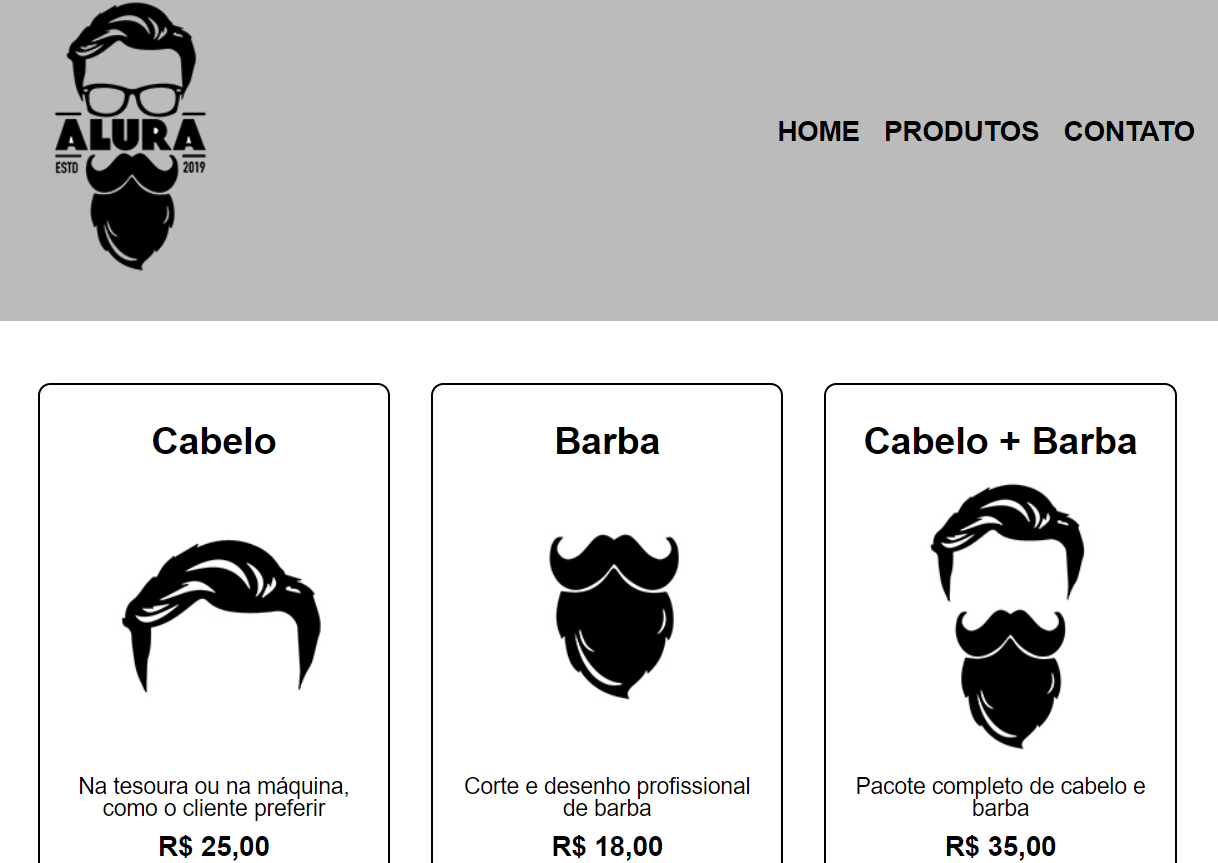 ALURA
ESTD 2019
HOME PRODUTOS CONTATO
Cabelo
Na tesoura ou na máquina,
como o cliente preferir
R$ 25,00
Barba
Corte e desenho profissional
de barba
R$ 18,00
Cabelo + Barba
Pacote completo de cabelo e
barba
R$ 35,00